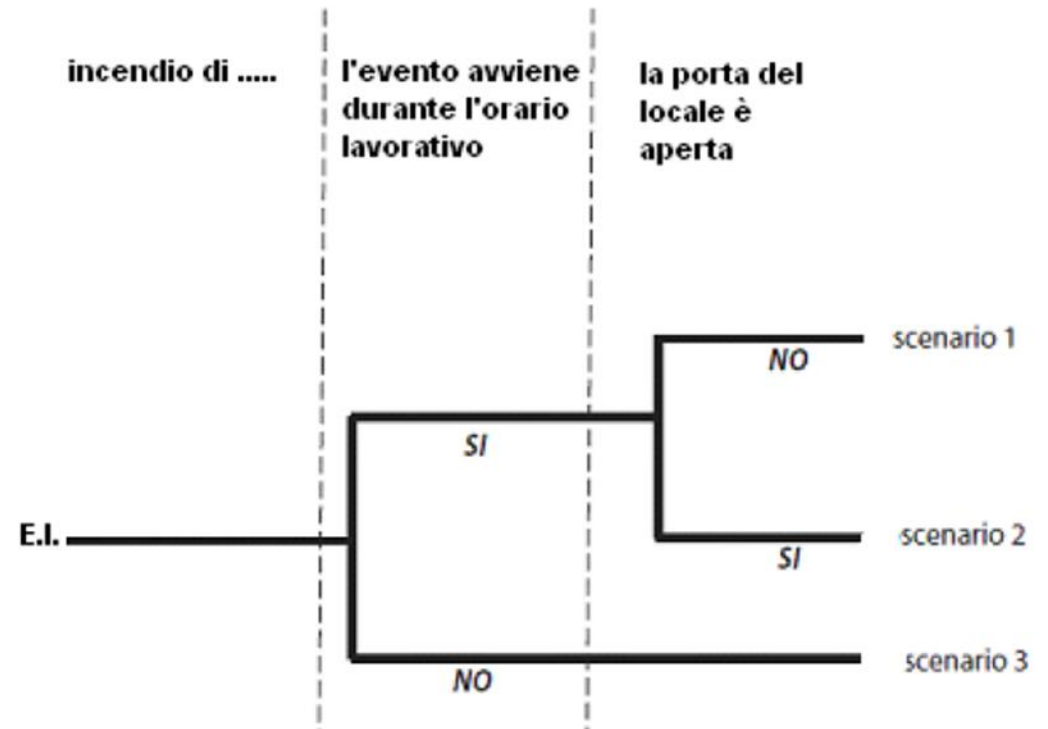 incendio di .....
l'evento avviene
durante l'orario
lavorativo
la porta del
locale è
aperta
scenario 1
NO
SI
E.I.
scenario 2
SI
scenario 3
NO